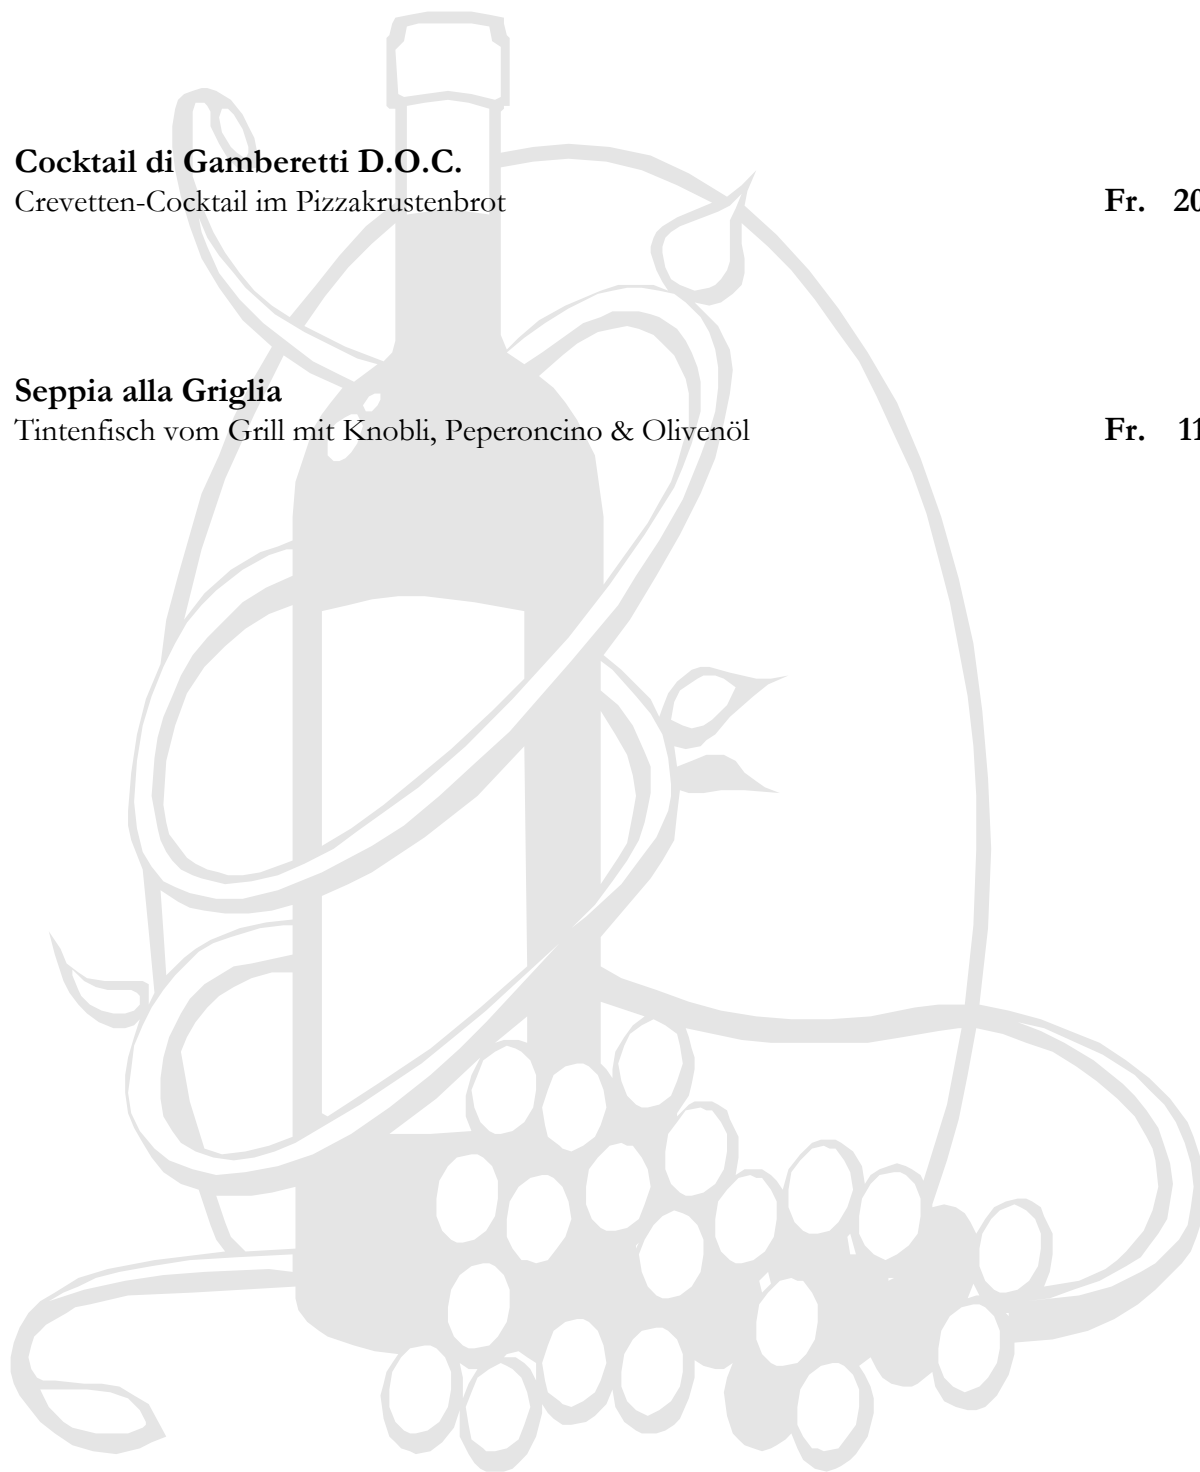 Cocktail di Gamberetti D.O.C.
Crevetten-Cocktail im Pizzakrustenbrot Fr. 20
Seppia alla Griglia
Tintenfisch vom Grill mit Knobli, Peperoncino & Olivenöl Fr. 11